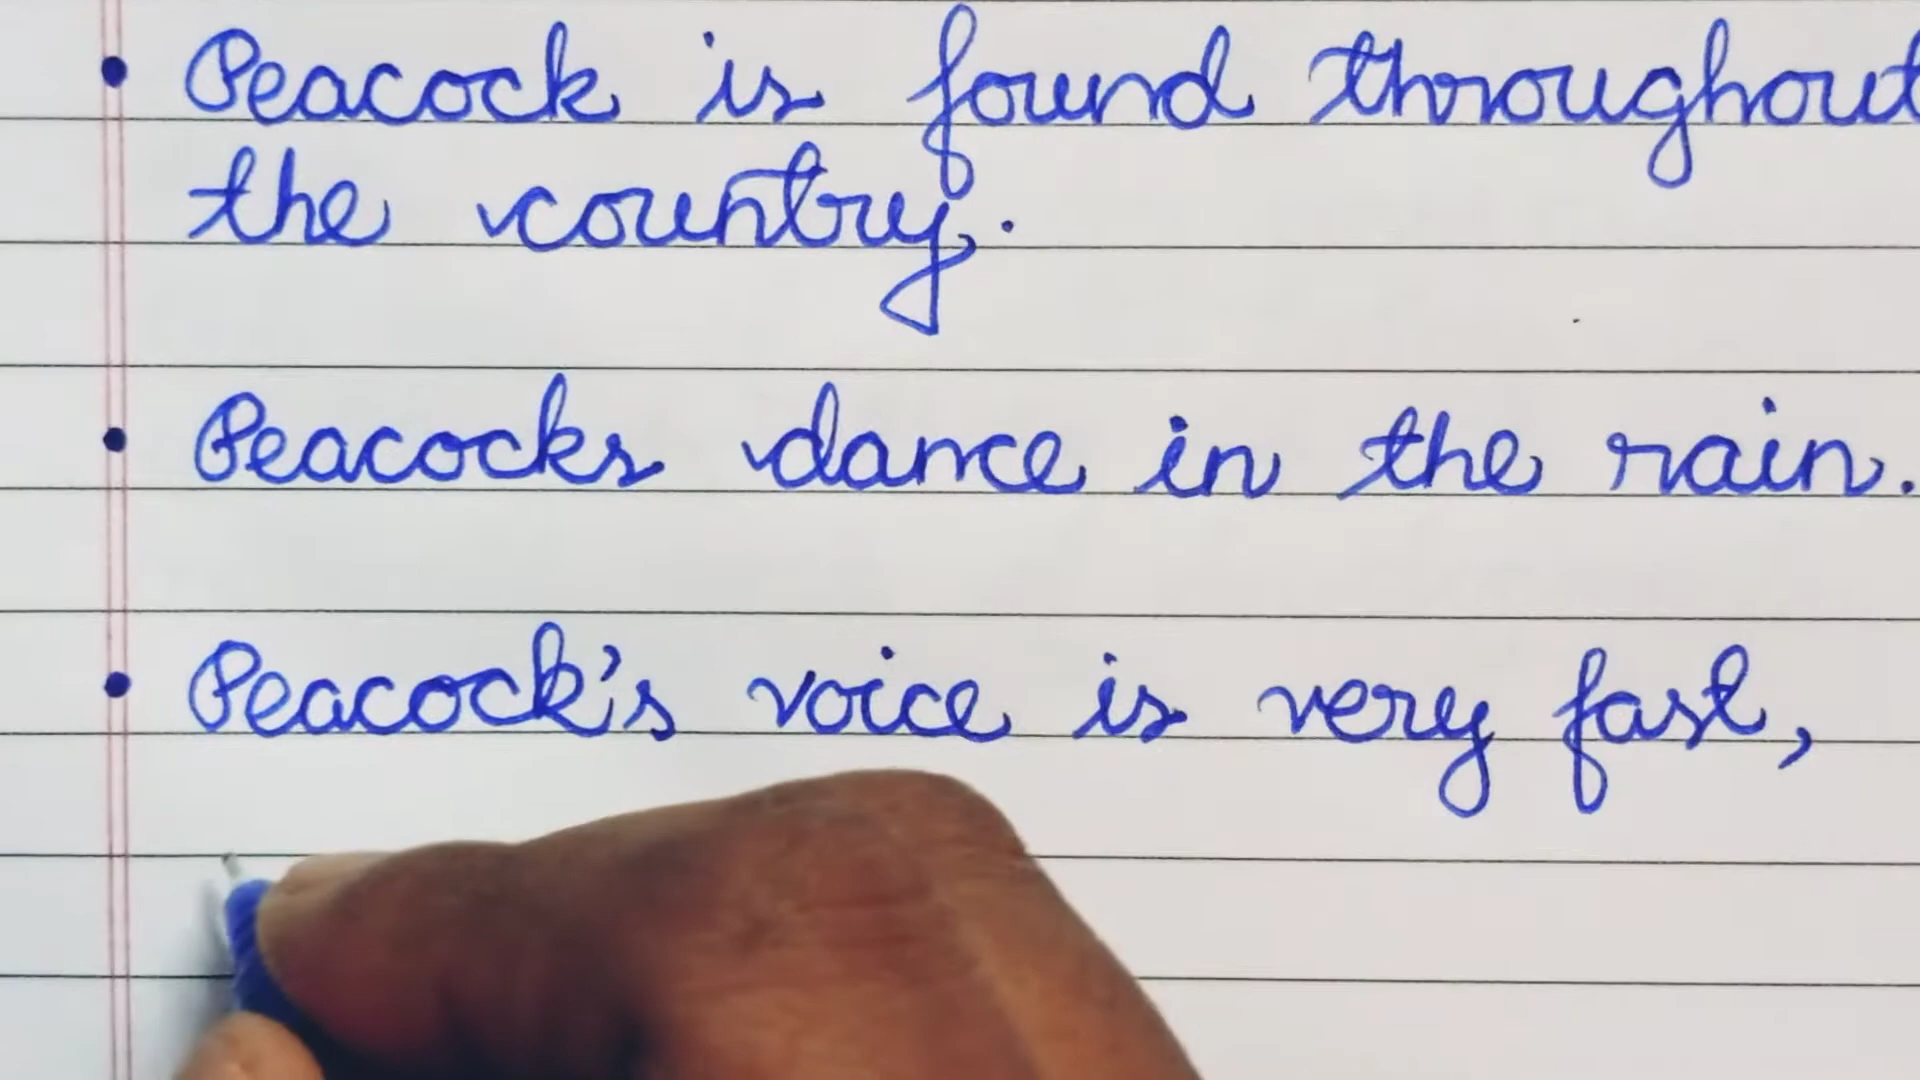 • Peacock is found throughout
the country.
• Peacocks dance in the rain.
• Peacock's voice is very fast,